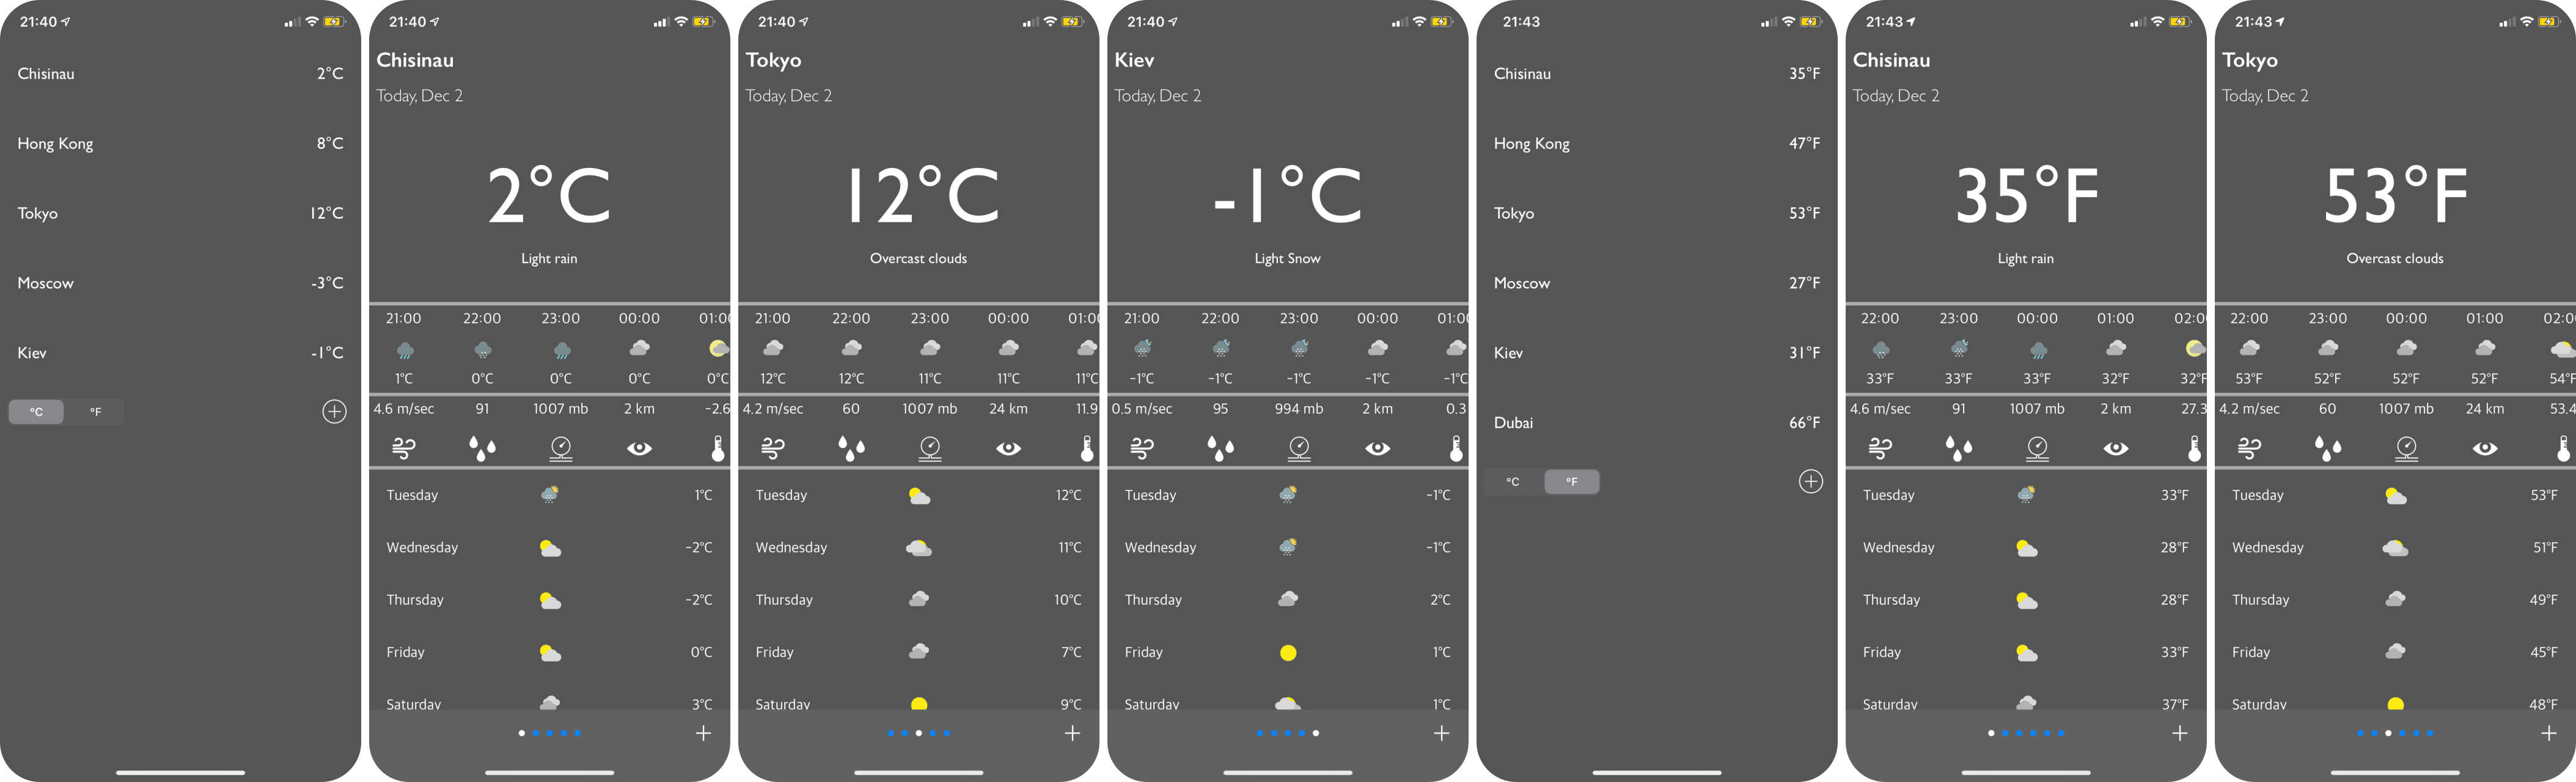 21:40
Chisinau 2°C
Hong Kong 8°C
Tokyo 12°C
Moscow -3°C
Kiev -1°C
°C °F
21:40
Chisinau
Today, Dec 2
2°C
Light rain
21:00 22:00 23:00 00:00 01:00
1°C 0°C 0°C 0°C 0°C
4.6 m/sec 91 1007 mb 2 km -2.6
Tuesday 1°C
Wednesday -2°C
Thursday -2°C
Friday 0°C
Saturday 3°C
21:40
Tokyo
Today, Dec 2
12°C
Overcast clouds
21:00 22:00 23:00 00:00 01:00
12°C 12°C 11°C 11°C 11°C
4.2 m/sec 60 1007 mb 24 km 11.9
Tuesday 12°C
Wednesday 11°C
Thursday 10°C
Friday 7°C
Saturday 9°C
21:40
Kiev
Today, Dec 2
-1°C
Light Snow
21:00 22:00 23:00 00:00 01:00
-1°C -1°C -1°C -1°C -1°C
0.5 m/sec 95 994 mb 2 km 0.3
Tuesday -1°C
Wednesday -1°C
Thursday 2°C
Friday 1°C
Saturday 1°C
21:43
Chisinau 35°F
Hong Kong 47°F
Tokyo 53°F
Moscow 27°F
Kiev 31°F
Dubai 66°F
°C °F
21:43
Chisinau
Today, Dec 2
35°F
Light rain
22:00 23:00 00:00 01:00 02:00
33°F 33°F 33°F 32°F 32°F
4.6 m/sec 91 1007 mb 2 km 27.3
Tuesday 33°F
Wednesday 28°F
Thursday 28°F
Friday 33°F
Saturday 37°F
21:43
Tokyo
Today, Dec 2
53°F
Overcast clouds
22:00 23:00 00:00 01:00 02:00
53°F 52°F 52°F 52°F 54°F
4.2 m/sec 60 1007 mb 24 km 53.4
Tuesday 53°F
Wednesday 51°F
Thursday 49°F
Friday 45°F
Saturday 48°F